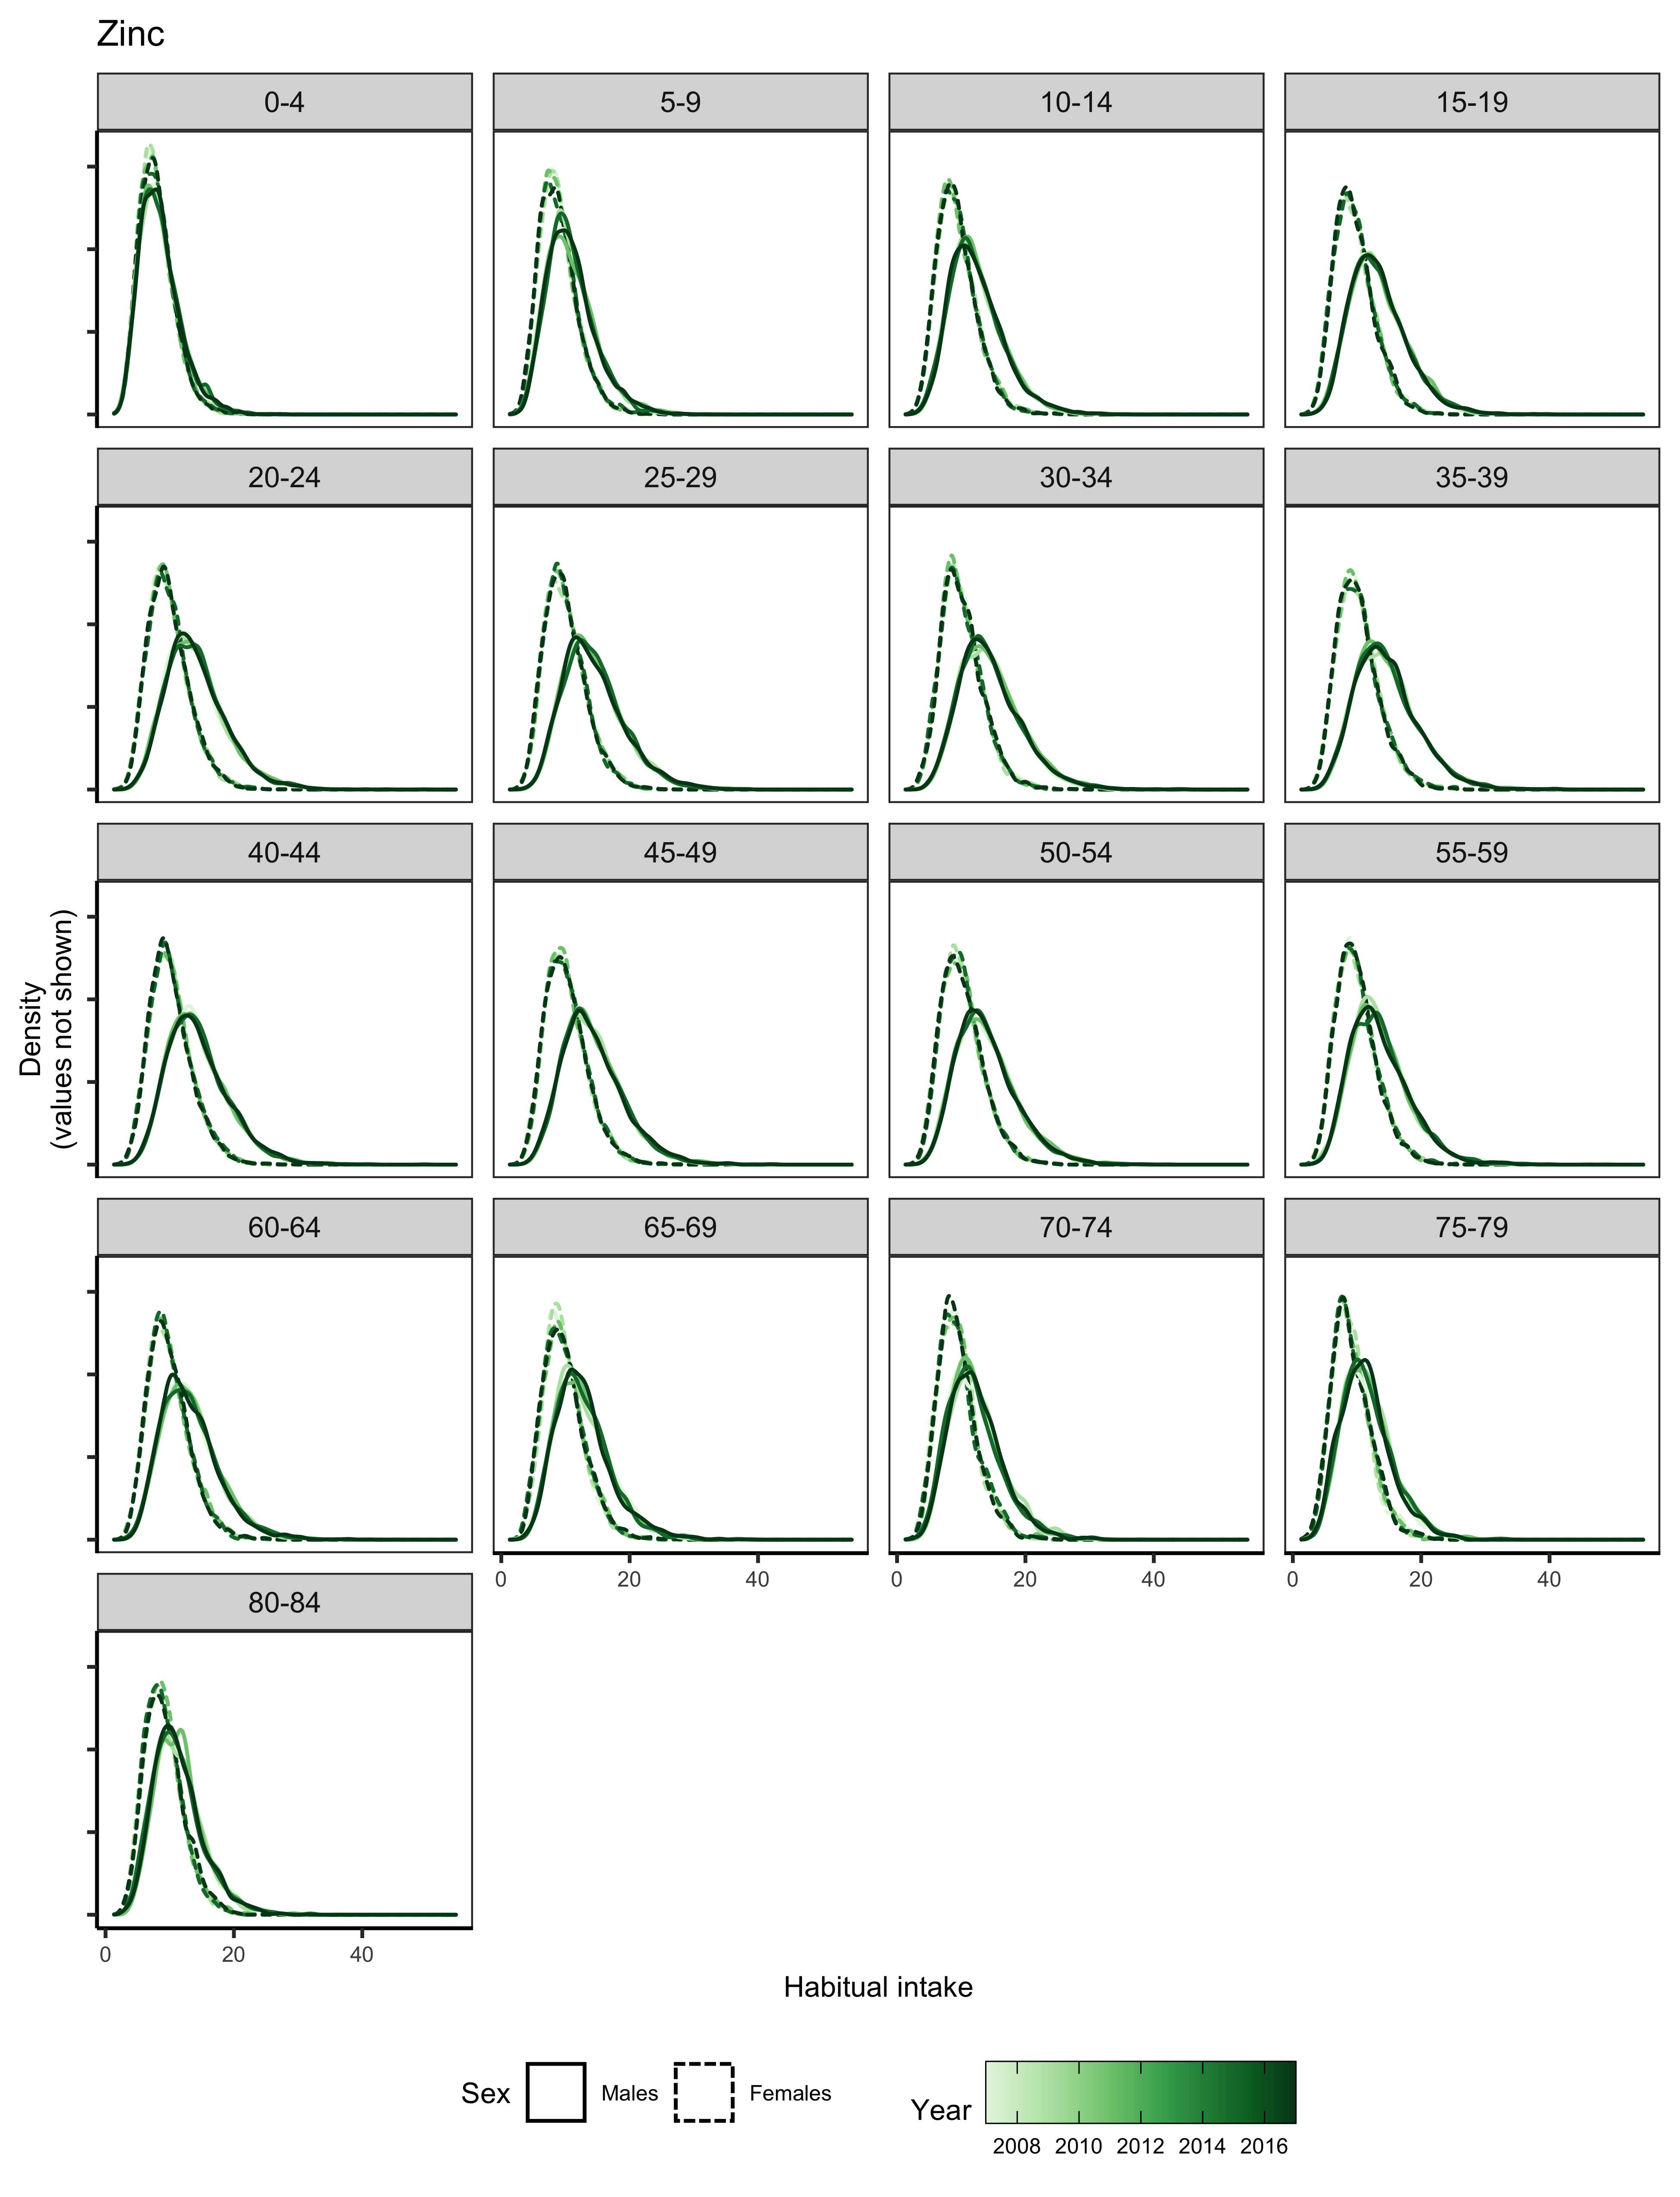 Zinc
0-4
5-9
10-14
15-19
20-24
25-29
30-34
35-39
40-44
45-49
50-54
55-59
Density
(values not shown)
60-64
65-69
70-74
75-79
0 20 40
0 20 40
0 20 40
80-84
0 20 40
Habitual intake
Sex Males Females
Year
2008 2010 2012 2014 2016